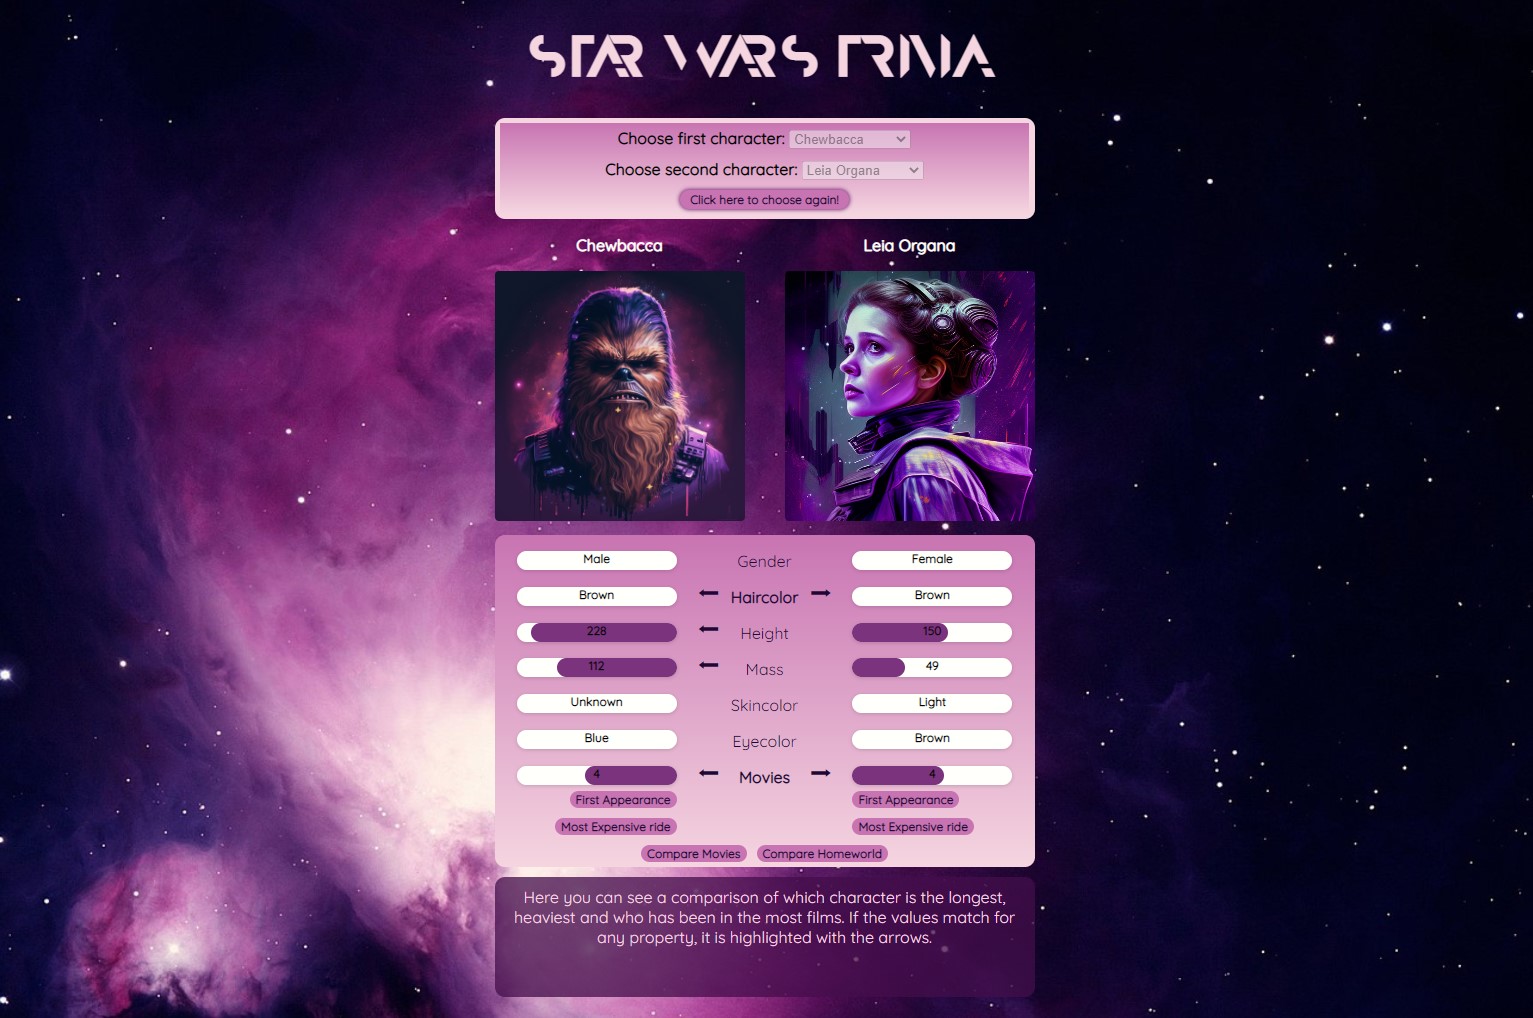 STAR WARS TRIVIA
Choose first character: Chewbacca
Choose second character: Leia Organa
Click here to choose again!
Chewbacca Leia Organa
Male Gender Female
Brown Haircolor Brown
228 Height 150
112 Mass 49
Unknown Skincolor Light
Blue Eyecolor Brown
4 Movies 4
First Appearance First Appearance
Most Expensive ride Most Expensive ride
Compare Movies Compare Homeworld
Here you can see a comparison of which character is the longest,
heaviest and who has been in the most films. If the values match for
any property, it is highlighted with the arrows.